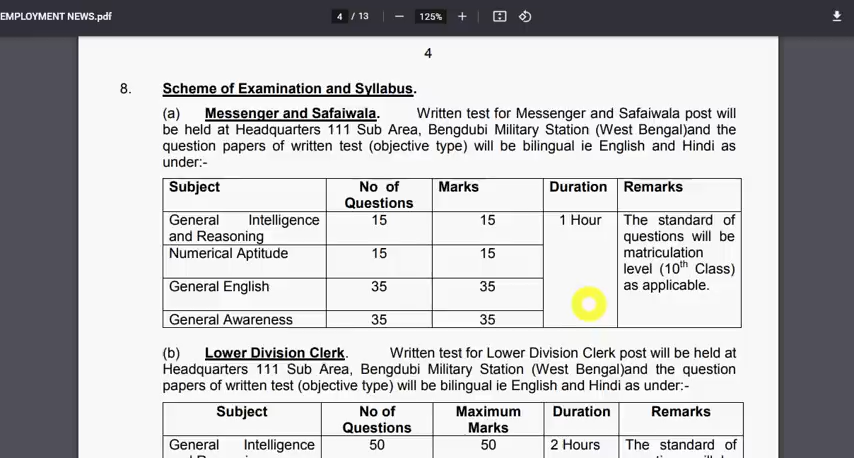 EMPLOYMENT NEWS.pdf
4 / 13
125%
4
8. Scheme of Examination and Syllabus.
(a) Messenger and Safaiwala. Written test for Messenger and Safaiwala post will
be held at Headquarters 111 Sub Area, Bengdubi Military Station (West Bengal)and the
question papers of written test (objective type) will be bilingual ie English and Hindi as
under:-
Subject No of Questions Marks Duration Remarks
General Intelligence and Reasoning 15 15 1 Hour The standard of questions will be matriculation level (10th Class) as applicable.
Numerical Aptitude 15 15
General English 35 35
General Awareness 35 35
(b) Lower Division Clerk. Written test for Lower Division Clerk post will be held at
Headquarters 111 Sub Area, Bengdubi Military Station (West Bengal)and the question
papers of written test (objective type) will be bilingual ie English and Hindi as under:-
Subject No of Questions Maximum Marks Duration Remarks
General Intelligence 50 50 2 Hours The standard of